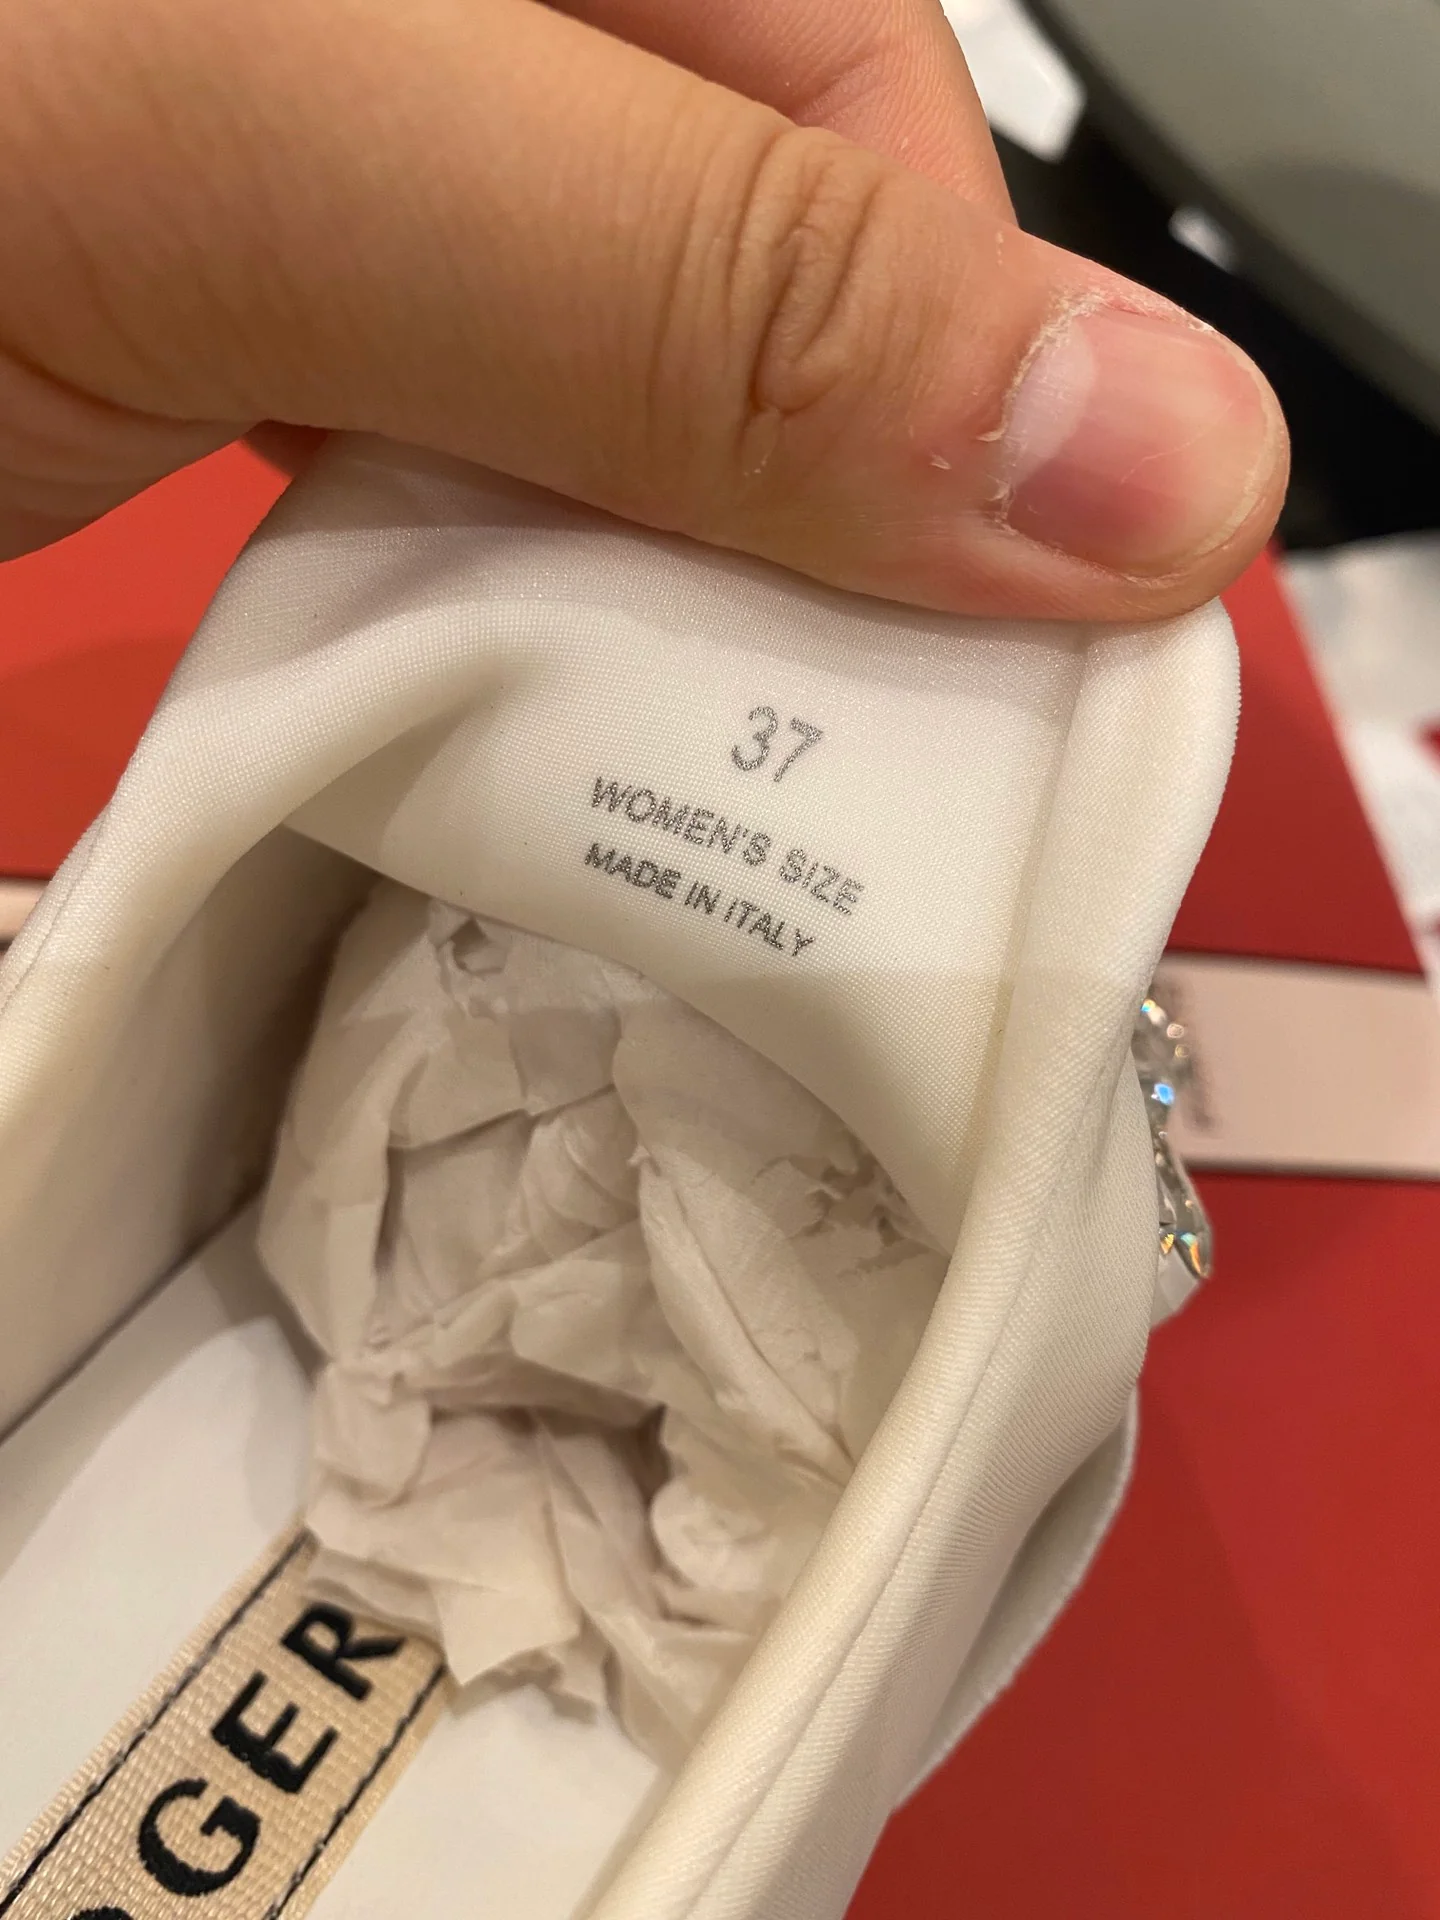 37
WOMEN'S SIZE
MADE IN ITALY
OGER